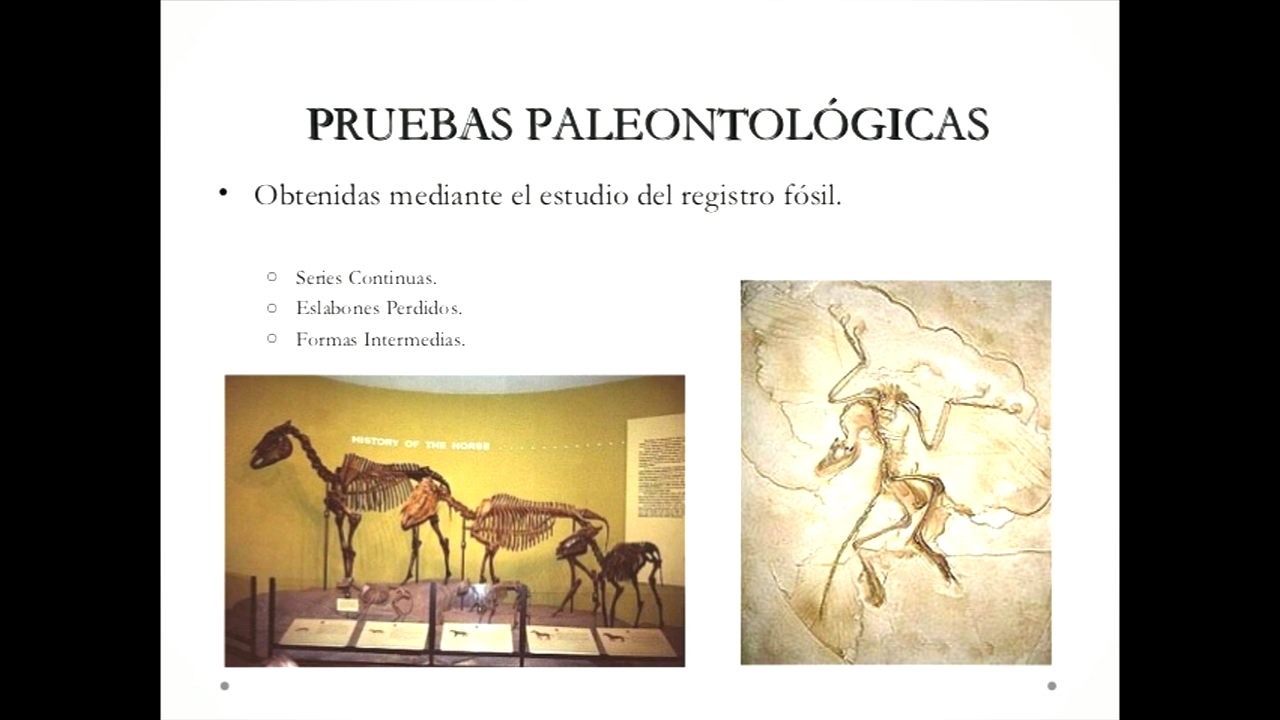 PRUEBAS PALEONTOLÓGICAS
• Obtenidas mediante el estudio del registro fósil.
○ Series Continuas.
○ Eslabones Perdidos.
○ Formas Intermedias.
HISTORY OF THE HORSE